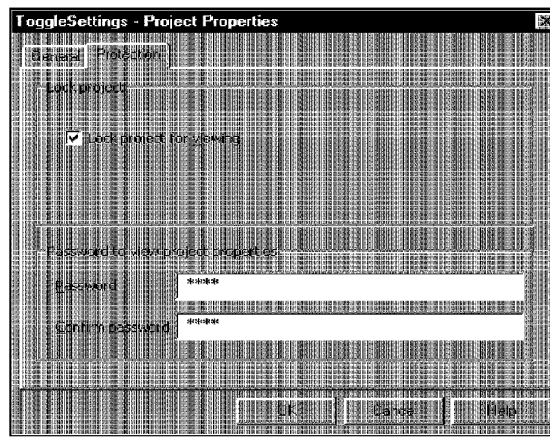 ToggleSettings - Project Properties
General Protection
Lock project
Lock project for viewing
Password to view project properties
Password ****
Confirm password ****
OK Cancel Help